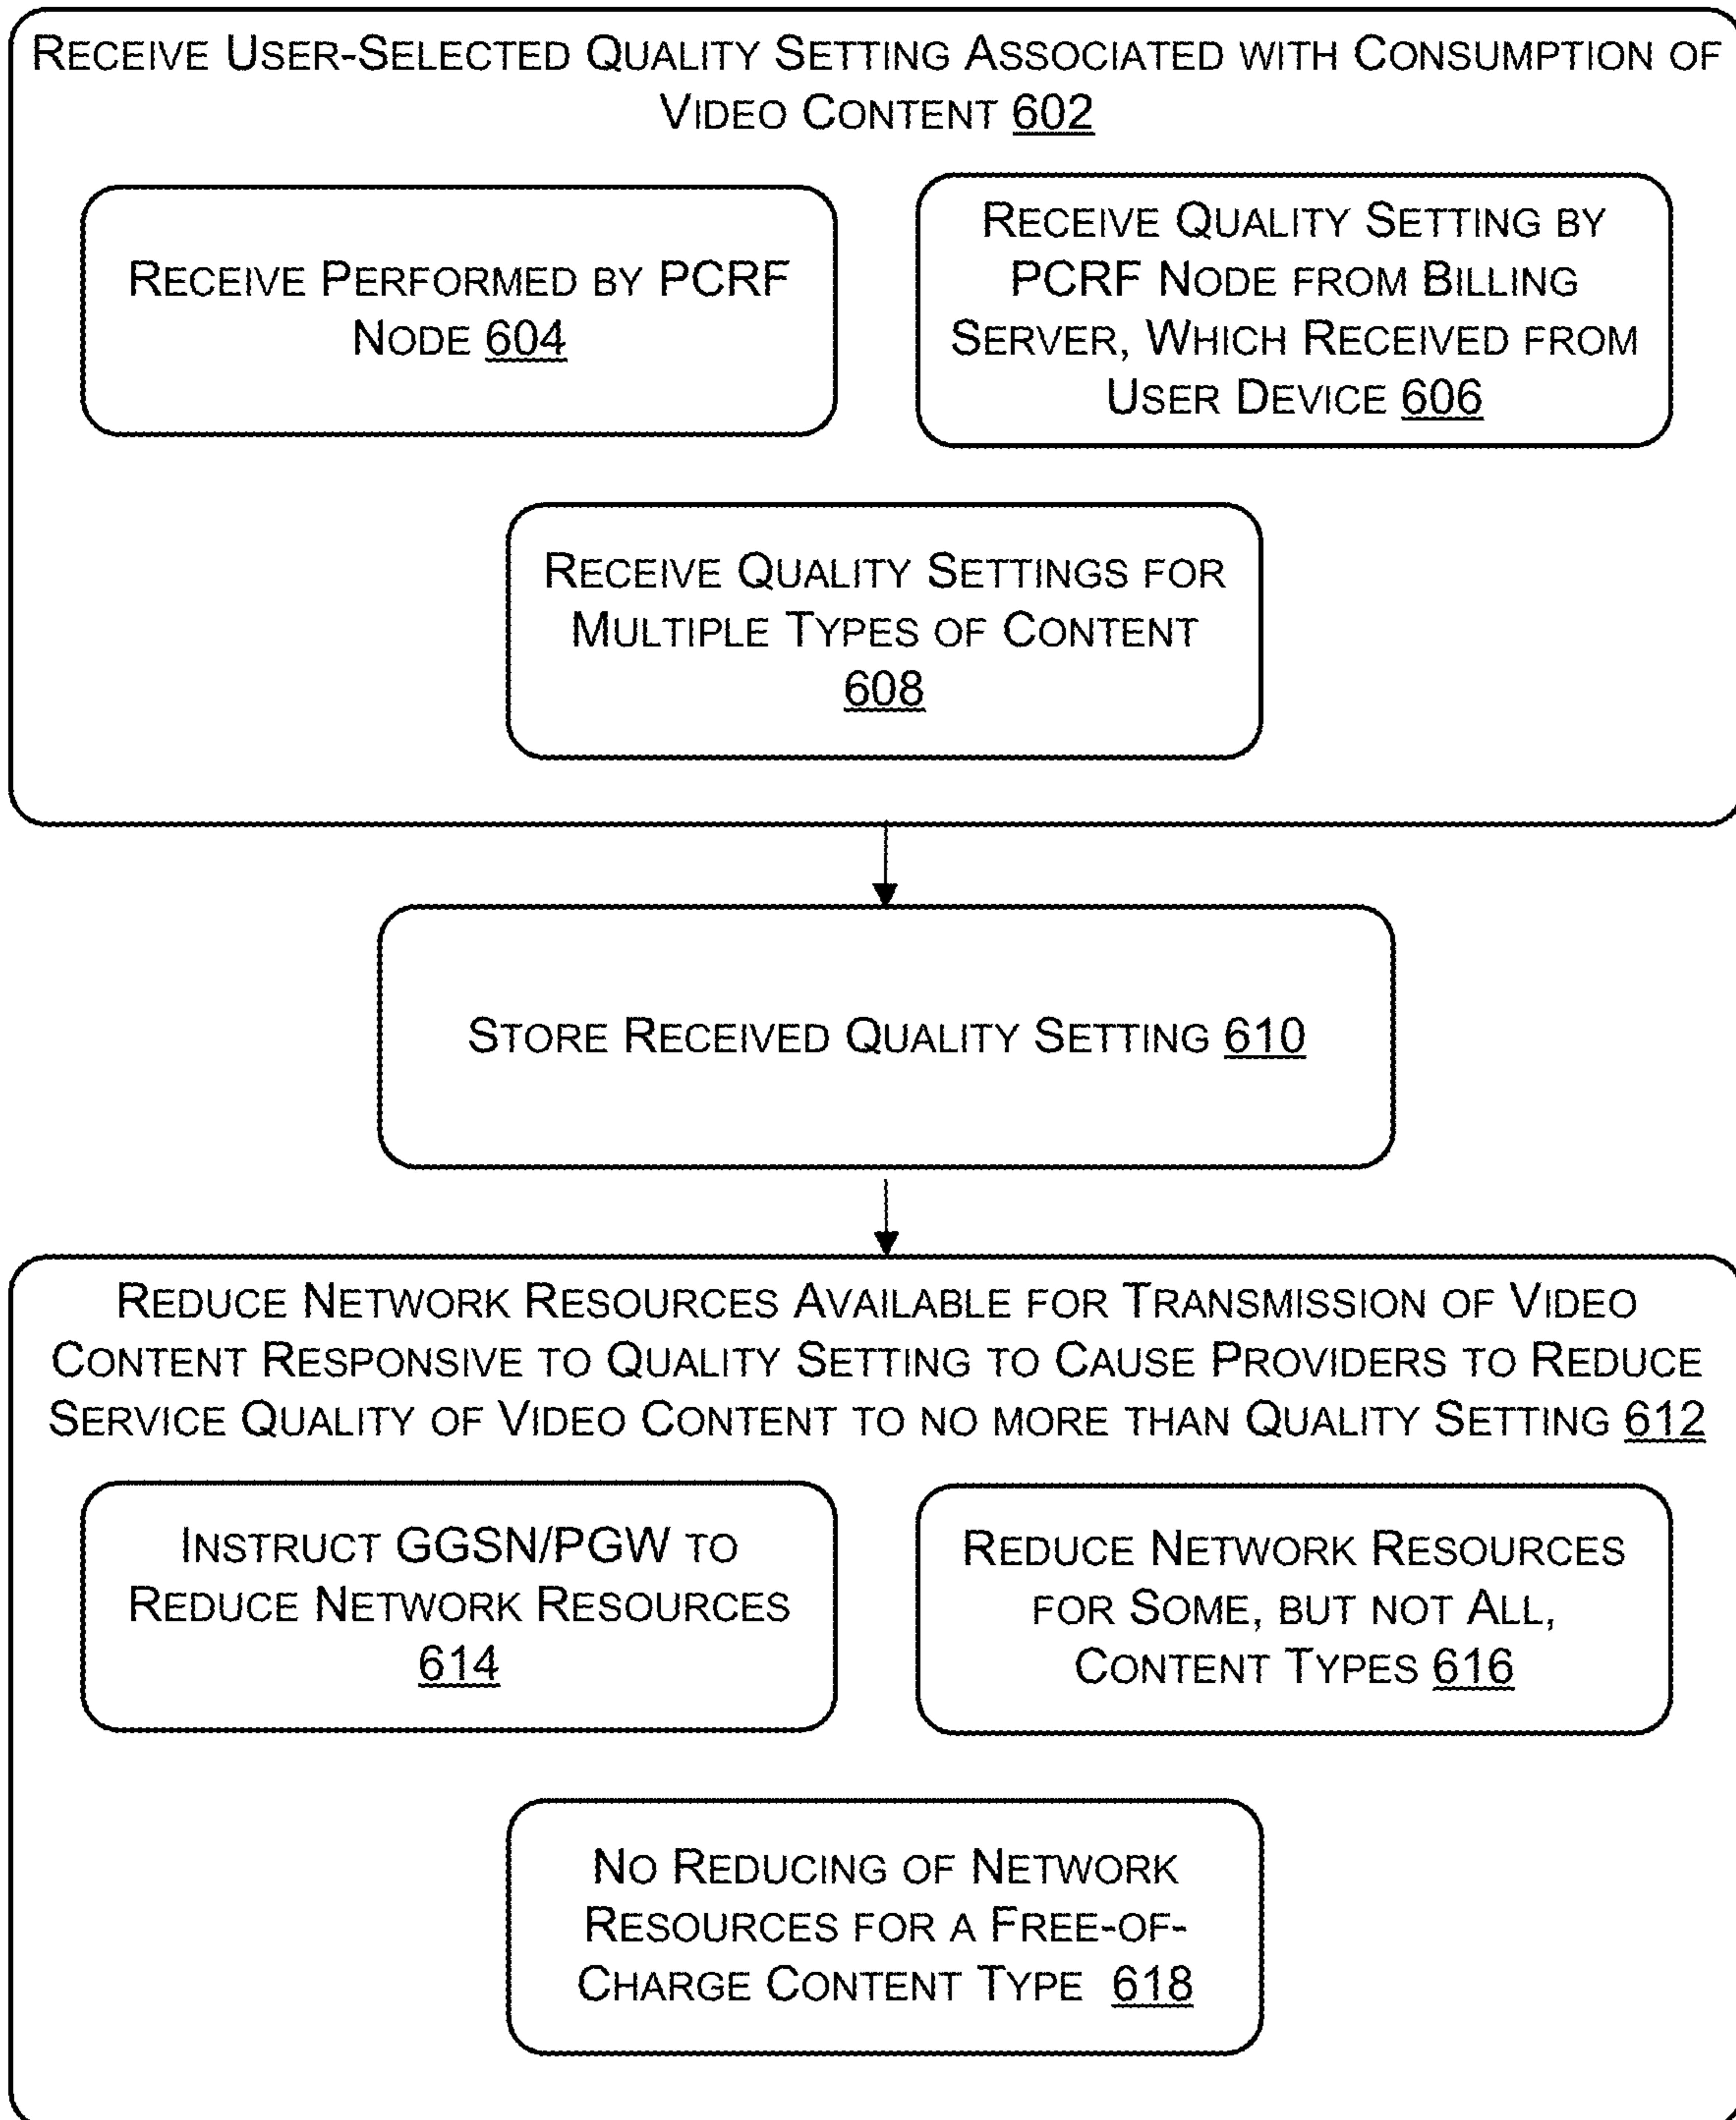 RECEIVE USER-SELECTED QUALITY SETTING ASSOCIATED WITH CONSUMPTION OF
VIDEO CONTENT 602
RECEIVE PERFORMED BY PCRF
NODE 604
RECEIVE QUALITY SETTING BY
PCRF NODE FROM BILLING
SERVER, WHICH RECEIVED FROM
USER DEVICE 606
RECEIVE QUALITY SETTINGS FOR
MULTIPLE TYPES OF CONTENT
608
STORE RECEIVED QUALITY SETTING 610
REDUCE NETWORK RESOURCES AVAILABLE FOR TRANSMISSION OF VIDEO
CONTENT RESPONSIVE TO QUALITY SETTING TO CAUSE PROVIDERS TO REDUCE
SERVICE QUALITY OF VIDEO CONTENT TO NO MORE THAN QUALITY SETTING 612
INSTRUCT GGSN/PGW TO
REDUCE NETWORK RESOURCES
614
REDUCE NETWORK RESOURCES
FOR SOME, BUT NOT ALL,
CONTENT TYPES 616
NO REDUCING OF NETWORK
RESOURCES FOR A FREE-OF-
CHARGE CONTENT TYPE 618